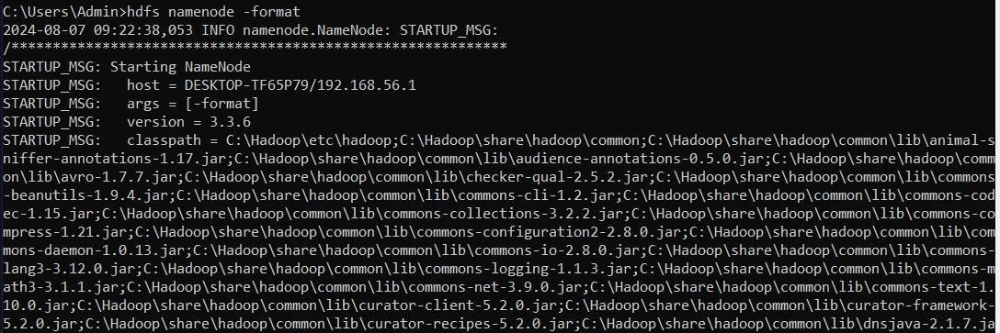 C:\Users\Admin>hdfs namenode -format
2024-08-07 09:22:38,053 INFO namenode.NameNode: STARTUP_MSG:
/************************************************************
STARTUP_MSG: Starting NameNode
STARTUP_MSG:   host = DESKTOP-TF65P79/192.168.56.1
STARTUP_MSG:   args = [-format]
STARTUP_MSG:   version = 3.3.6
STARTUP_MSG:   classpath = C:\Hadoop\etc\hadoop;C:\Hadoop\share\hadoop\common;C:\Hadoop\share\hadoop\common\lib\animal-s
niffer-annotations-1.17.jar;C:\Hadoop\share\hadoop\common\lib\audience-annotations-0.5.0.jar;C:\Hadoop\share\hadoop\comm
on\lib\avro-1.7.7.jar;C:\Hadoop\share\hadoop\common\lib\checker-qual-2.5.2.jar;C:\Hadoop\share\hadoop\common\lib\commons
-beanutils-1.9.4.jar;C:\Hadoop\share\hadoop\common\lib\commons-cli-1.2.jar;C:\Hadoop\share\hadoop\common\lib\commons-cod
ec-1.15.jar;C:\Hadoop\share\hadoop\common\lib\commons-collections-3.2.2.jar;C:\Hadoop\share\hadoop\common\lib\commons-co
mpress-1.21.jar;C:\Hadoop\share\hadoop\common\lib\commons-configuration2-2.8.0.jar;C:\Hadoop\share\hadoop\common\lib\com
mons-daemon-1.0.13.jar;C:\Hadoop\share\hadoop\common\lib\commons-io-2.8.0.jar;C:\Hadoop\share\hadoop\common\lib\commons-
lang3-3.12.0.jar;C:\Hadoop\share\hadoop\common\lib\commons-logging-1.1.3.jar;C:\Hadoop\share\hadoop\common\lib\commons-m
ath3-3.1.1.jar;C:\Hadoop\share\hadoop\common\lib\commons-net-3.9.0.jar;C:\Hadoop\share\hadoop\common\lib\commons-text-1.
10.0.jar;C:\Hadoop\share\hadoop\common\lib\curator-client-5.2.0.jar;C:\Hadoop\share\hadoop\common\lib\curator-framework-
5.2.0.jar;C:\Hadoop\share\hadoop\common\lib\curator-recipes-5.2.0.jar;C:\Hadoop\share\hadoop\common\lib\dnsjava-2.1.7.ja